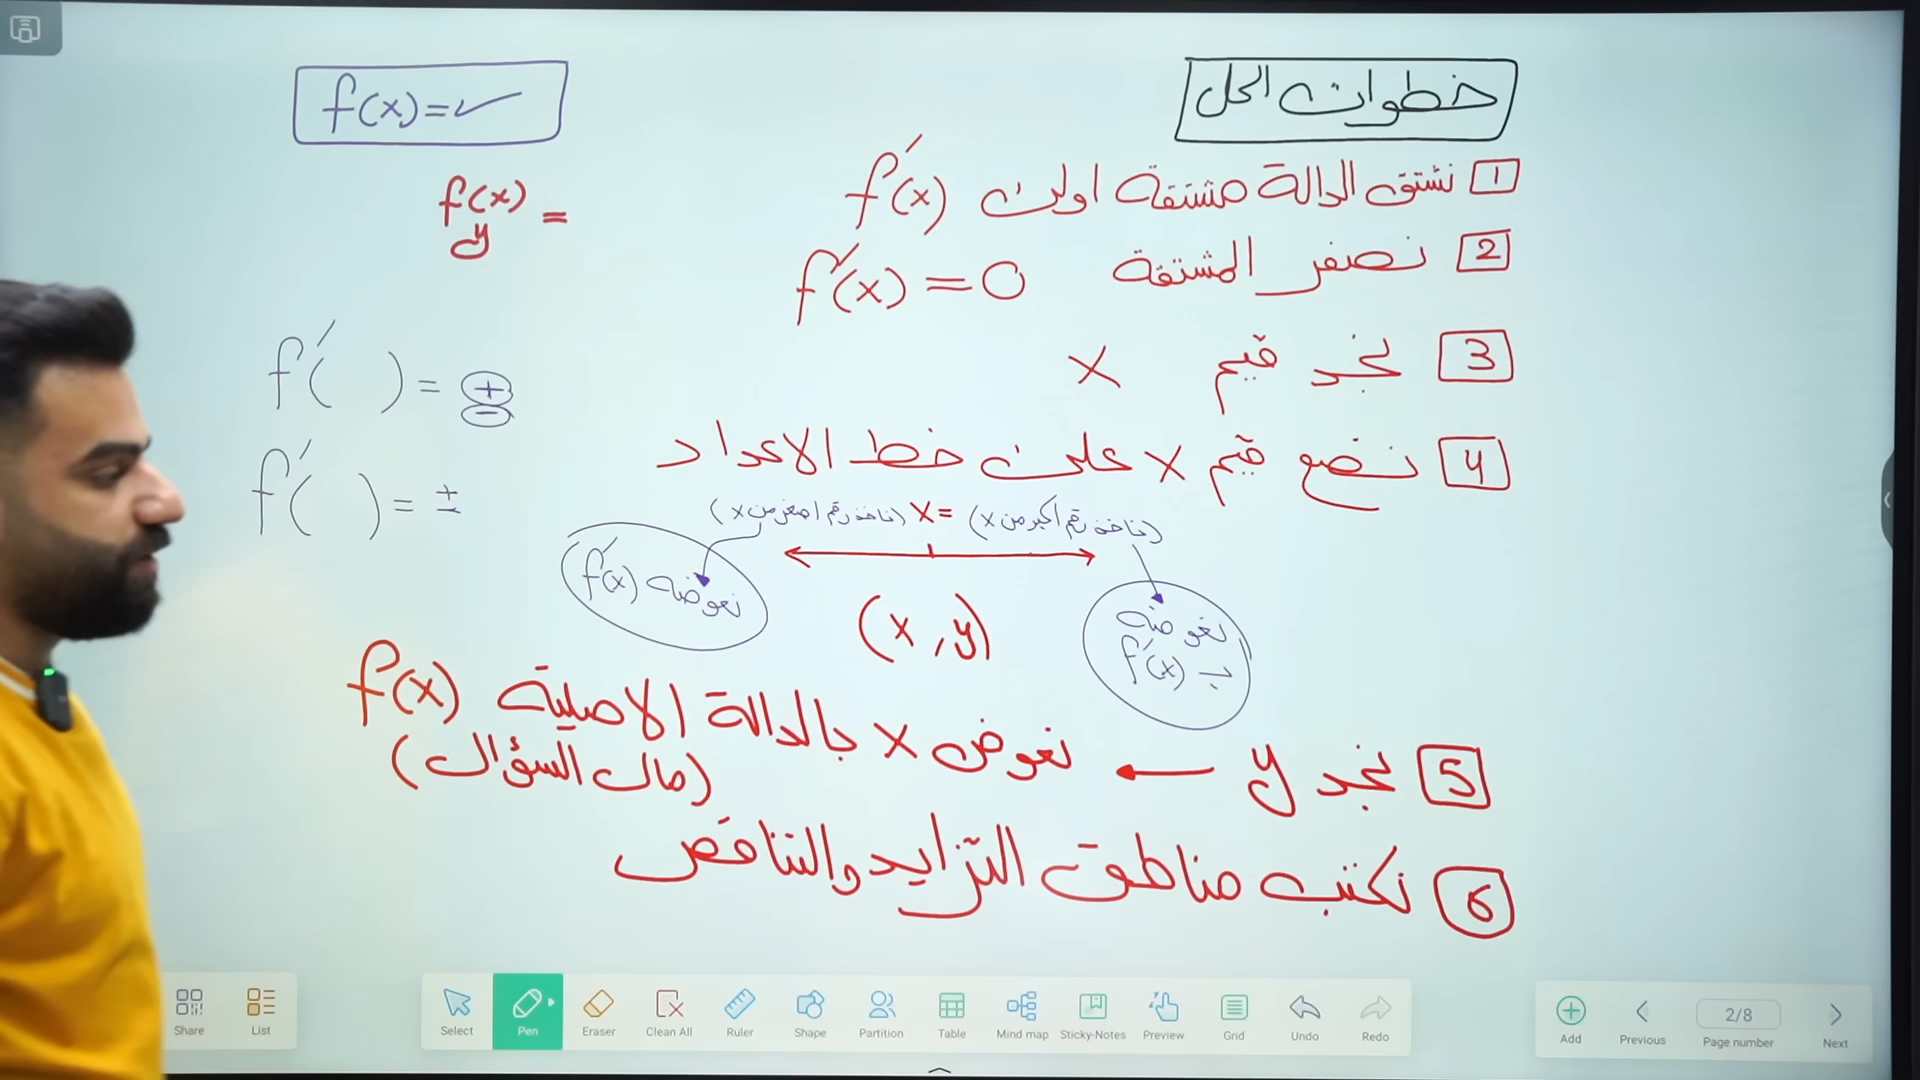 خطوات الحل
f(x)=✓
1 نشتق الدالة مشتقة اولى f′(x)
f(x) =
y
2 نصفر المشتقة f′(x) = 0
3 نجد قيم x
f′( ) = + -
4 نضع قيم x على خط الاعداد
f′( ) = ±
(ناخذ رقم اكبر من x) x= (ناخذ رقم اصغر من x)
نعوضه f′(x)
نعوضه
بـ f′(x)
(x , y)
5 نجد y ← نعوض x بالدالة الاصلية f(x)
(مال السؤال)
6 نكتب مناطق التزايد والتناقص
Share
List
Select
Pen
Eraser
Clean All
Ruler
Shape
Partition
Table
Mind map
Sticky-Notes
Preview
Grid
Undo
Redo
Add
Previous
2/8
Page number
Next